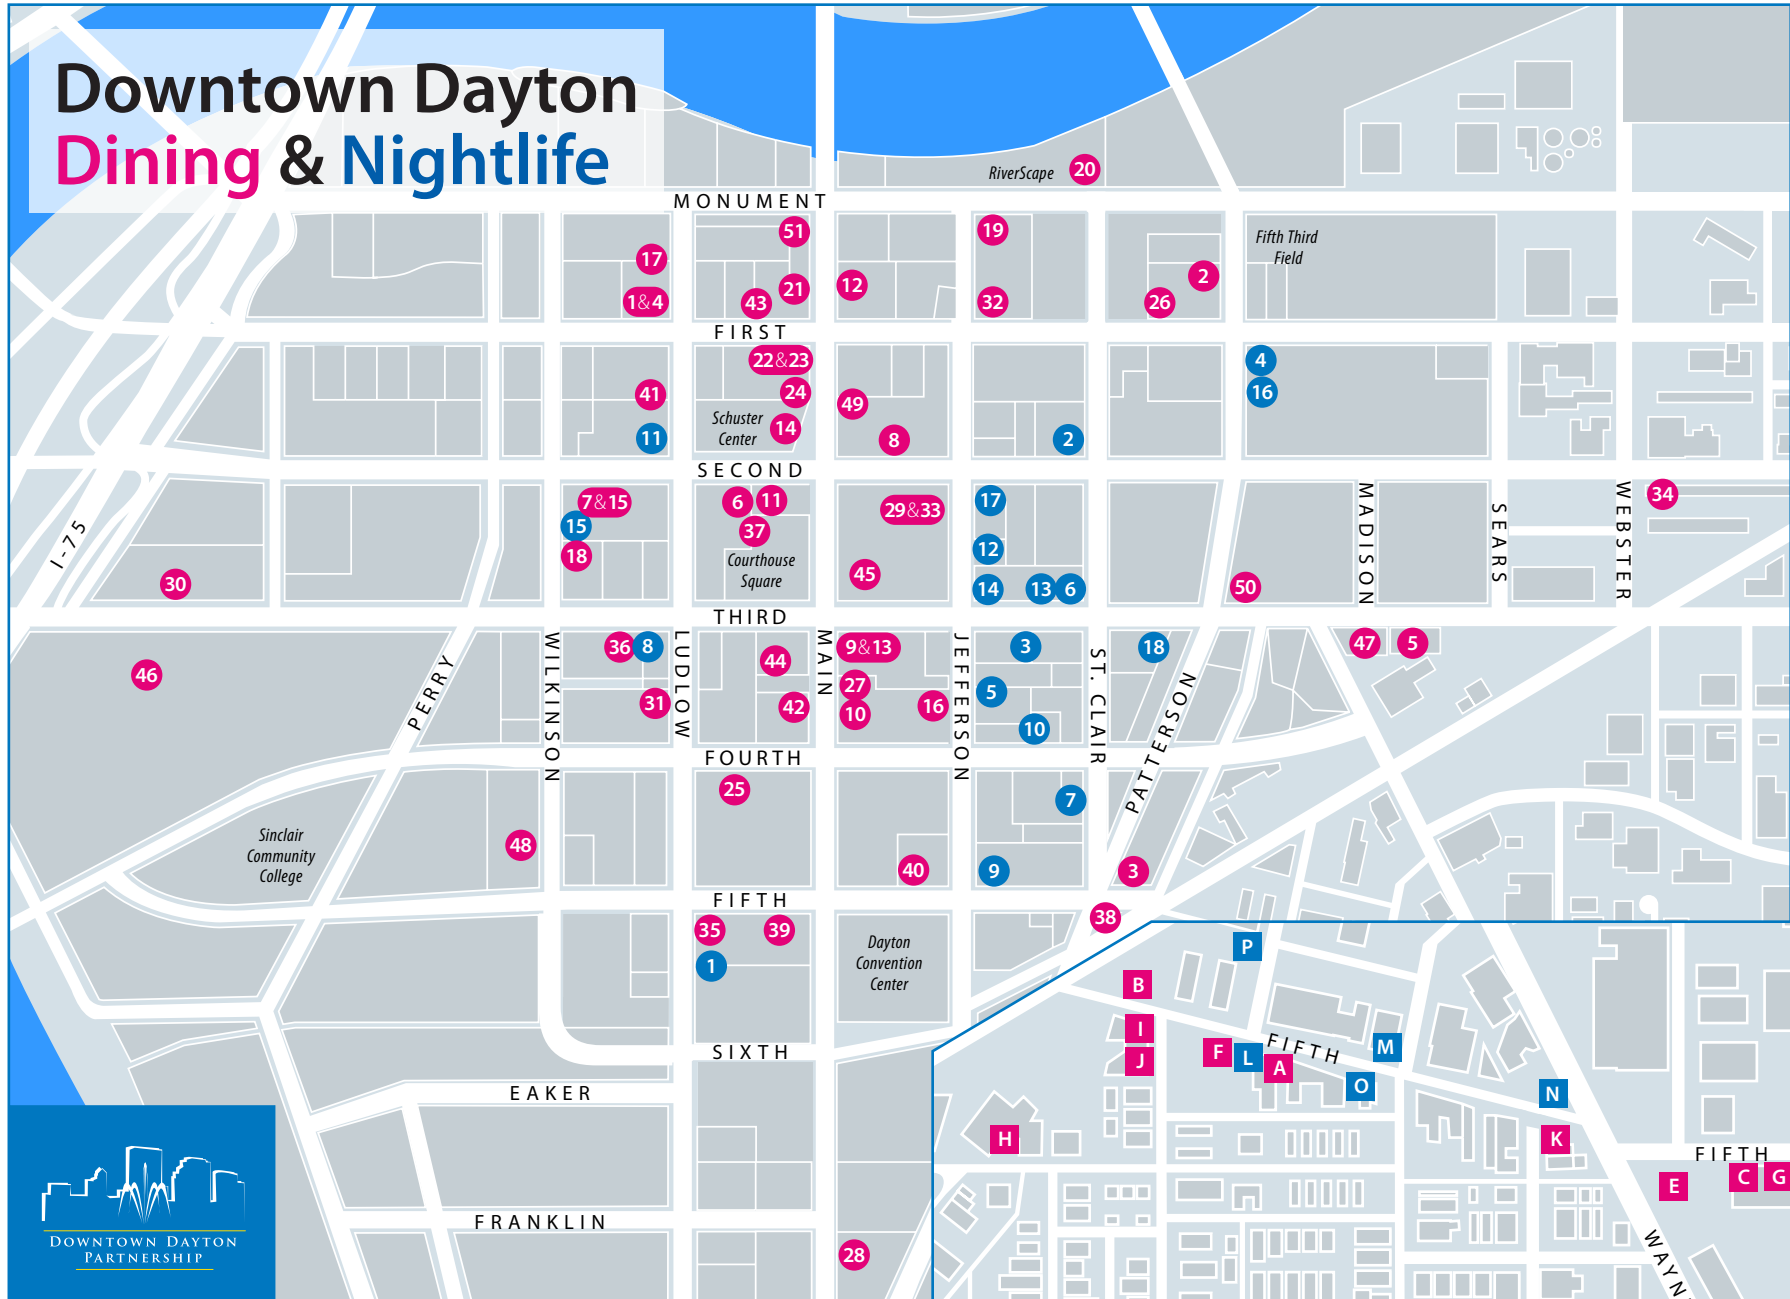 Downtown Dayton
Dining & Nightlife
RiverScape
20
MONUMENT
51
19
17
Fifth Third
Field
2
12
21
1&4
43
32
26
FIRST
22&23
4
24
16
41
49
Schuster
Center
14
11
8
2
SECOND
7&15
6
11
29&33
17
34
15
37
18
Courthouse
Square
45
12
30
14
13
6
50
I-75
MADISON
SEARS
WEBSTER
THIRD
36
8
9&13
3
18
47
5
46
44
27
31
42
10
16
5
10
PERRY
WILKINSON
LUDLOW
MAIN
JEFFERSON
ST. CLAIR
PATTERSON
FOURTH
25
7
Sinclair
Community
College
48
40
9
3
FIFTH
38
35
39
1
Dayton
Convention
Center
P
B
I
J
F
L
A
FIFTH
M
O
N
K
H
SIXTH
EAKER
FIFTH
E
C
G
FRANKLIN
28
WAYN
DOWNTOWN DAYTON
PARTNERSHIP